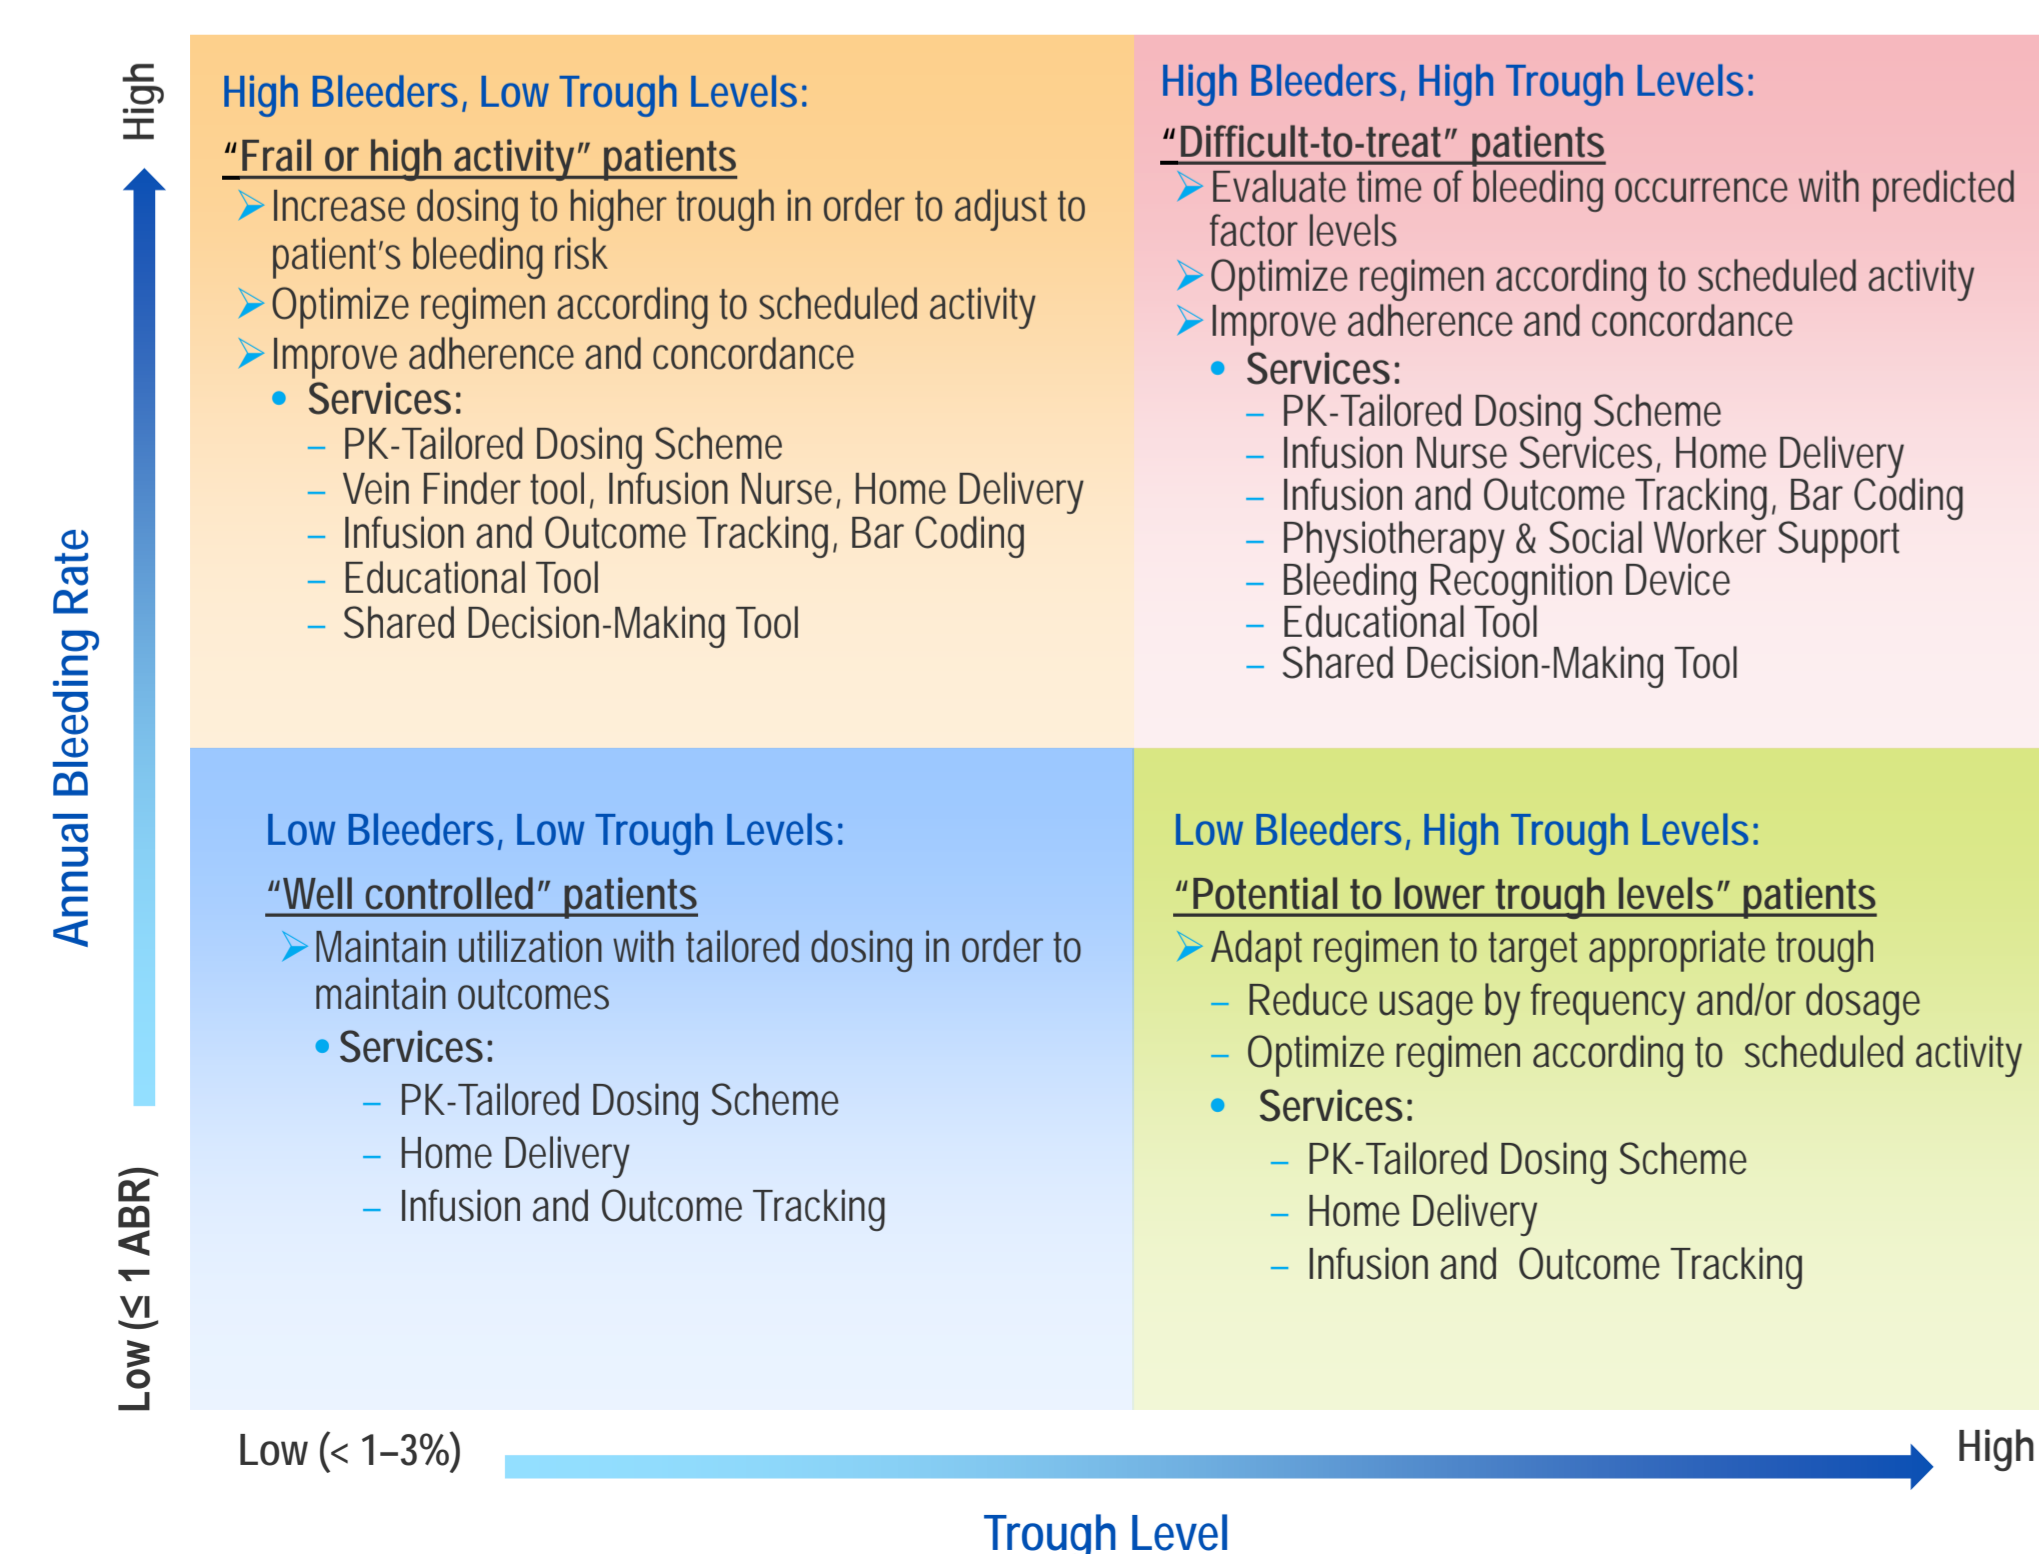 High
Annual Bleeding Rate
Low (≤ 1 ABR)
High Bleeders, Low Trough Levels:
“Frail or high activity” patients
➢Increase dosing to higher trough in order to adjust to
patient’s bleeding risk
➢Optimize regimen according to scheduled activity
➢Improve adherence and concordance
• Services:
– PK-Tailored Dosing Scheme
– Vein Finder tool, Infusion Nurse, Home Delivery
– Infusion and Outcome Tracking, Bar Coding
– Educational Tool
– Shared Decision-Making Tool
High Bleeders, High Trough Levels:
“Difficult-to-treat” patients
➢Evaluate time of bleeding occurrence with predicted
factor levels
➢Optimize regimen according to scheduled activity
➢Improve adherence and concordance
• Services:
– PK-Tailored Dosing Scheme
– Infusion Nurse Services, Home Delivery
– Infusion and Outcome Tracking, Bar Coding
– Physiotherapy & Social Worker Support
– Bleeding Recognition Device
– Educational Tool
– Shared Decision-Making Tool
Low Bleeders, Low Trough Levels:
“Well controlled” patients
➢Maintain utilization with tailored dosing in order to
maintain outcomes
• Services:
– PK-Tailored Dosing Scheme
– Home Delivery
– Infusion and Outcome Tracking
Low Bleeders, High Trough Levels:
“Potential to lower trough levels” patients
➢Adapt regimen to target appropriate trough
– Reduce usage by frequency and/or dosage
– Optimize regimen according to scheduled activity
• Services:
– PK-Tailored Dosing Scheme
– Home Delivery
– Infusion and Outcome Tracking
Low (< 1–3%)
High
Trough Level